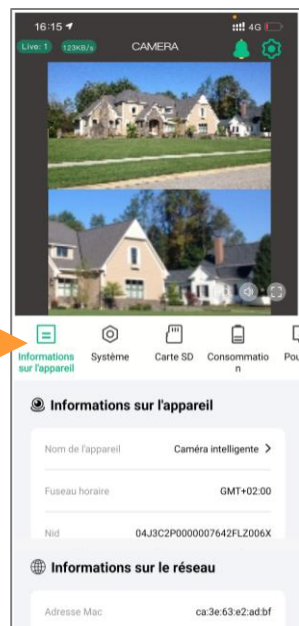 16:15 4G
Live: 1 123KB/s CAMERA
Informations Système Carte SD Consommatio Pou
sur l'appareil n
Informations sur l'appareil
Nom de l'appareil Caméra intelligente >
Fuseau horaire GMT+02:00
Nid 04J3C2P0000007642FLZ006X
Informations sur le réseau
Adresse Mac ca:3e:63:e2:ad:bf